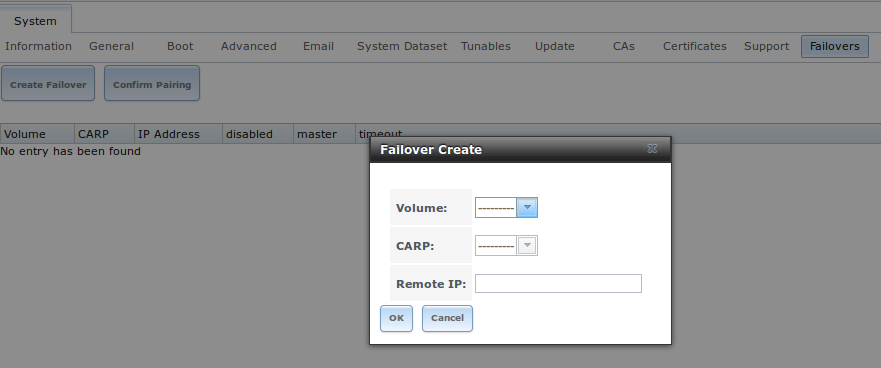 System
Information General Boot Advanced Email System Dataset Tunables Update CAs Certificates Support Failovers
Create Failover Confirm Pairing
Volume CARP IP Address disabled master timeout
No entry has been found
Failover Create
Volume: ---------
CARP: ---------
Remote IP:
OK Cancel